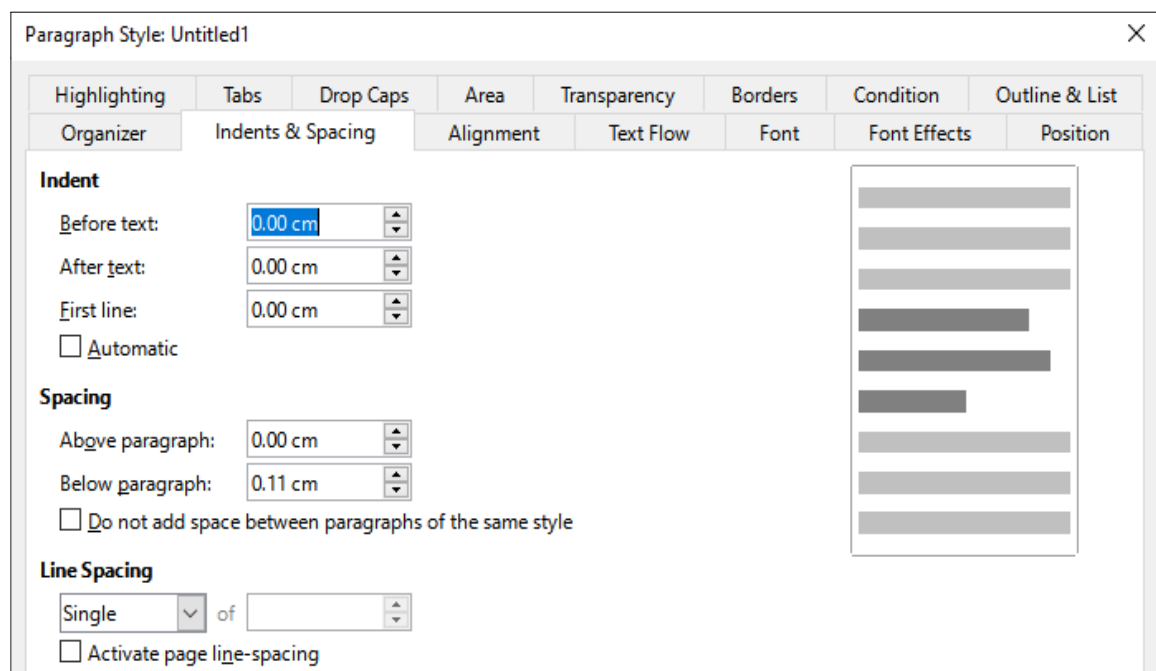 Paragraph Style: Untitled1
Highlighting Tabs Drop Caps Area Transparency Borders Condition Outline & List
Organizer Indents & Spacing Alignment Text Flow Font Font Effects Position
Indent
Before text: 0.00 cm
After text: 0.00 cm
First line: 0.00 cm
Automatic
Spacing
Above paragraph: 0.00 cm
Below paragraph: 0.11 cm
Do not add space between paragraphs of the same style
Line Spacing
Single of
Activate page line-spacing